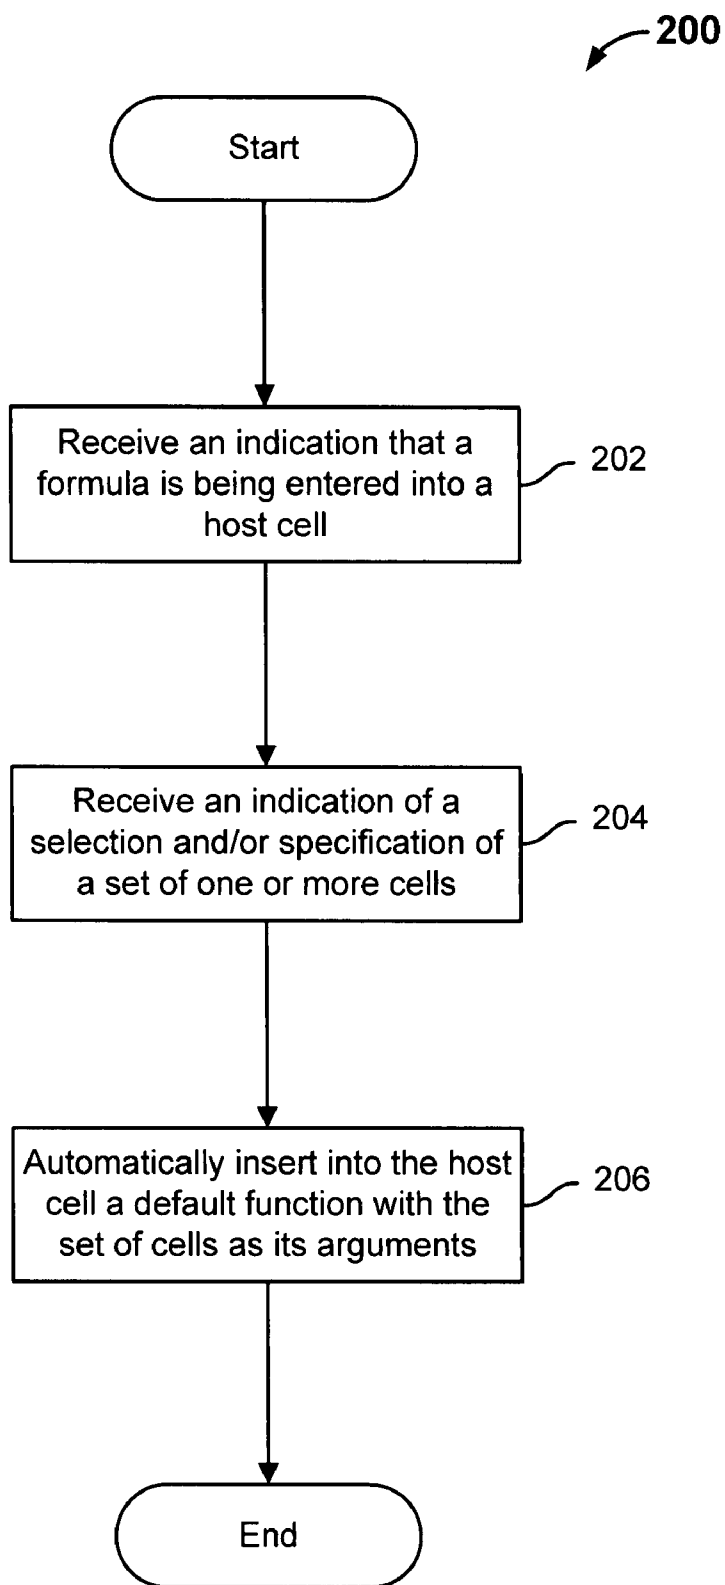 200
Start
Receive an indication that a
formula is being entered into a
host cell
202
Receive an indication of a
selection and/or specification of
a set of one or more cells
204
Automatically insert into the host
cell a default function with the
set of cells as its arguments
206
End